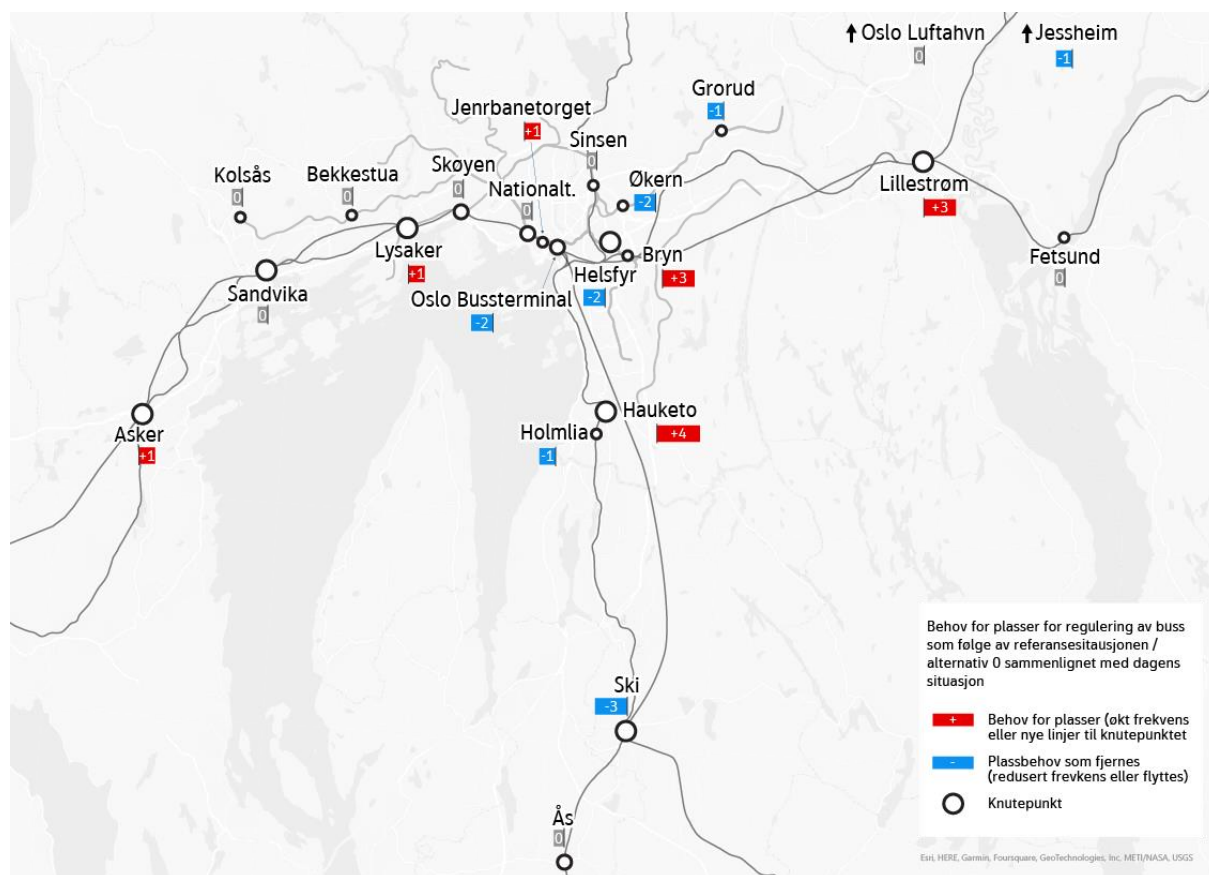 Oslo Luftahvn
0
Jessheim
-1
Grorud
-1
Jenrbanetorget
+1
Sinsen
0
Skøyen
0
Økern
-2
Bekkestua
0
Kolsås
0
Nationalt.
0
Lillestrøm
+3
Lysaker
+1
Bryn
+3
Fetsund
0
Helsfyr
-2
Sandvika
0
Oslo Bussterminal
-2
Hauketo
+4
Asker
+1
Holmlia
-1
Ski
-3
Ås
0
Behov for plasser for regulering av buss
som følge av referansesitausjonen /
alternativ 0 sammenlignet med dagens
situasjon
+
Behov for plasser (økt frekvens
eller nye linjer til knutepunktet
-
Plassbehov som fjernes
(redusert frevkens eller flyttes)
Knutepunkt
Esri, HERE, Garmin, Foursquare, GeoTechnologies, Inc, METI/NASA, USGS